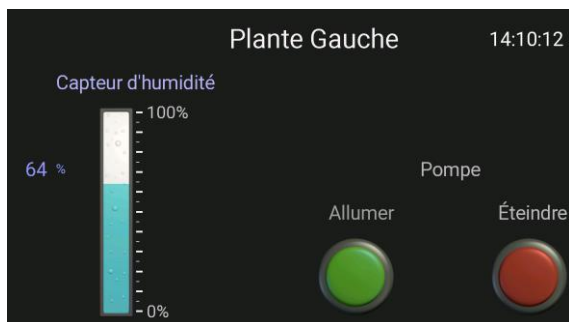 Plante Gauche
14:10:12
Capteur d'humidité
100%
64 %
Pompe
Allumer
Éteindre
0%